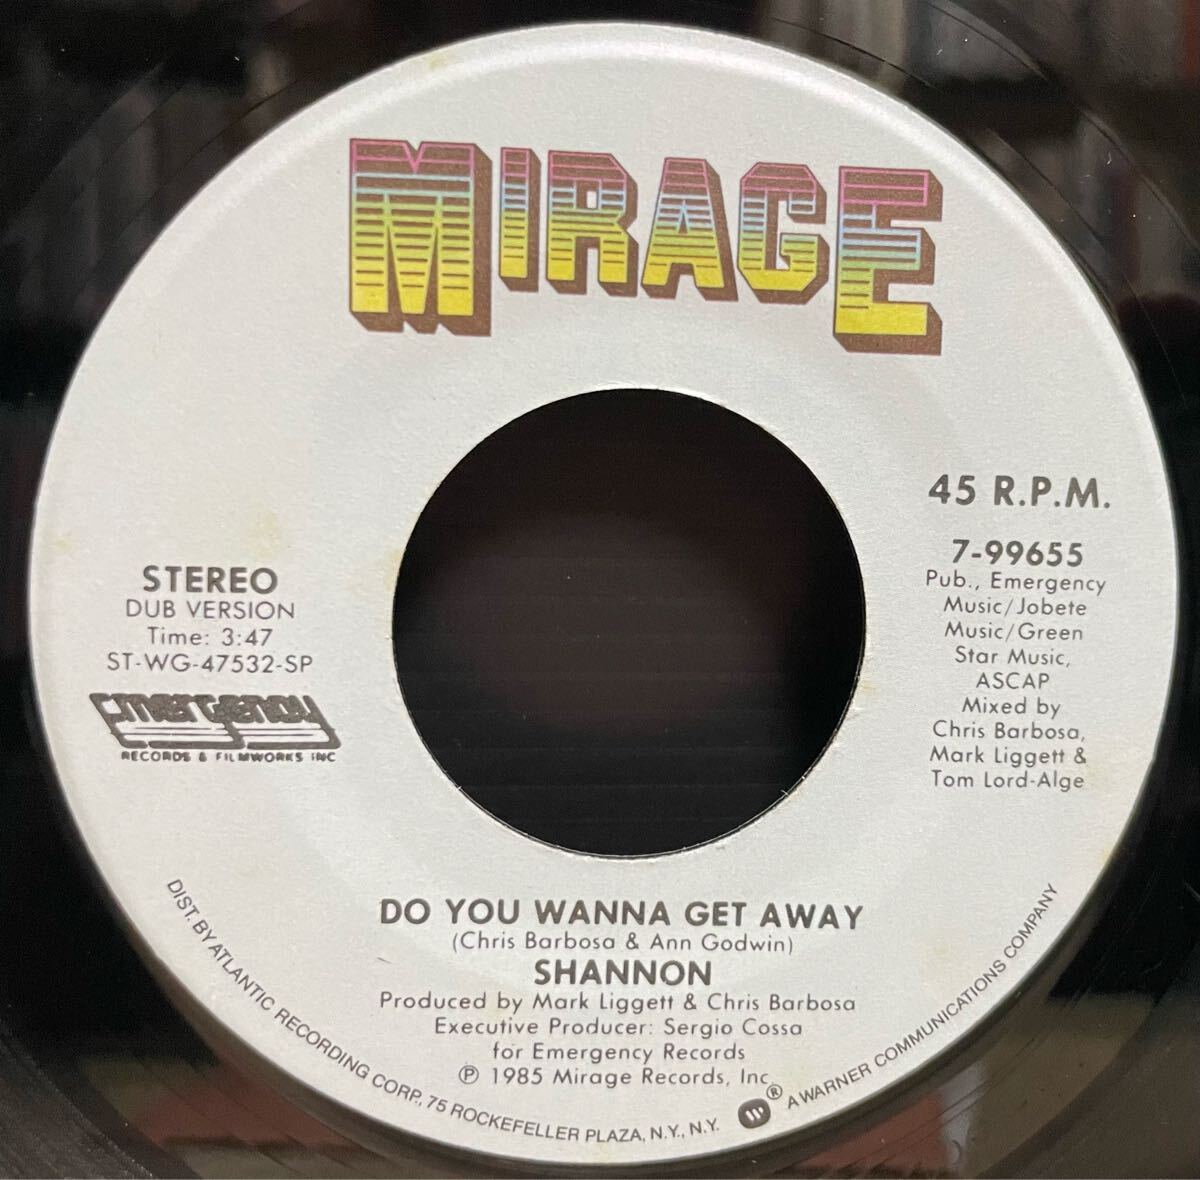 MIRAGE
45 R.P.M.
7-99655
Pub., Emergency
Music/Jobete
Music/Green
Star Music,
ASCAP
Mixed by
Chris Barbosa,
Mark Liggett &
Tom Lord-Alge
STEREO
DUB VERSION
Time: 3:47
ST-WG-47532-SP
Emergency
RECORDS & FILMWORKS INC
DO YOU WANNA GET AWAY
(Chris Barbosa & Ann Godwin)
SHANNON
Produced by Mark Liggett & Chris Barbosa
Executive Producer: Sergio Cossa
for Emergency Records
℗ 1985 Mirage Records, Inc.
DIST. BY ATLANTIC RECORDING CORP., 75 ROCKEFELLER PLAZA, N.Y., N.Y. ® A WARNER COMMUNICATIONS COMPANY